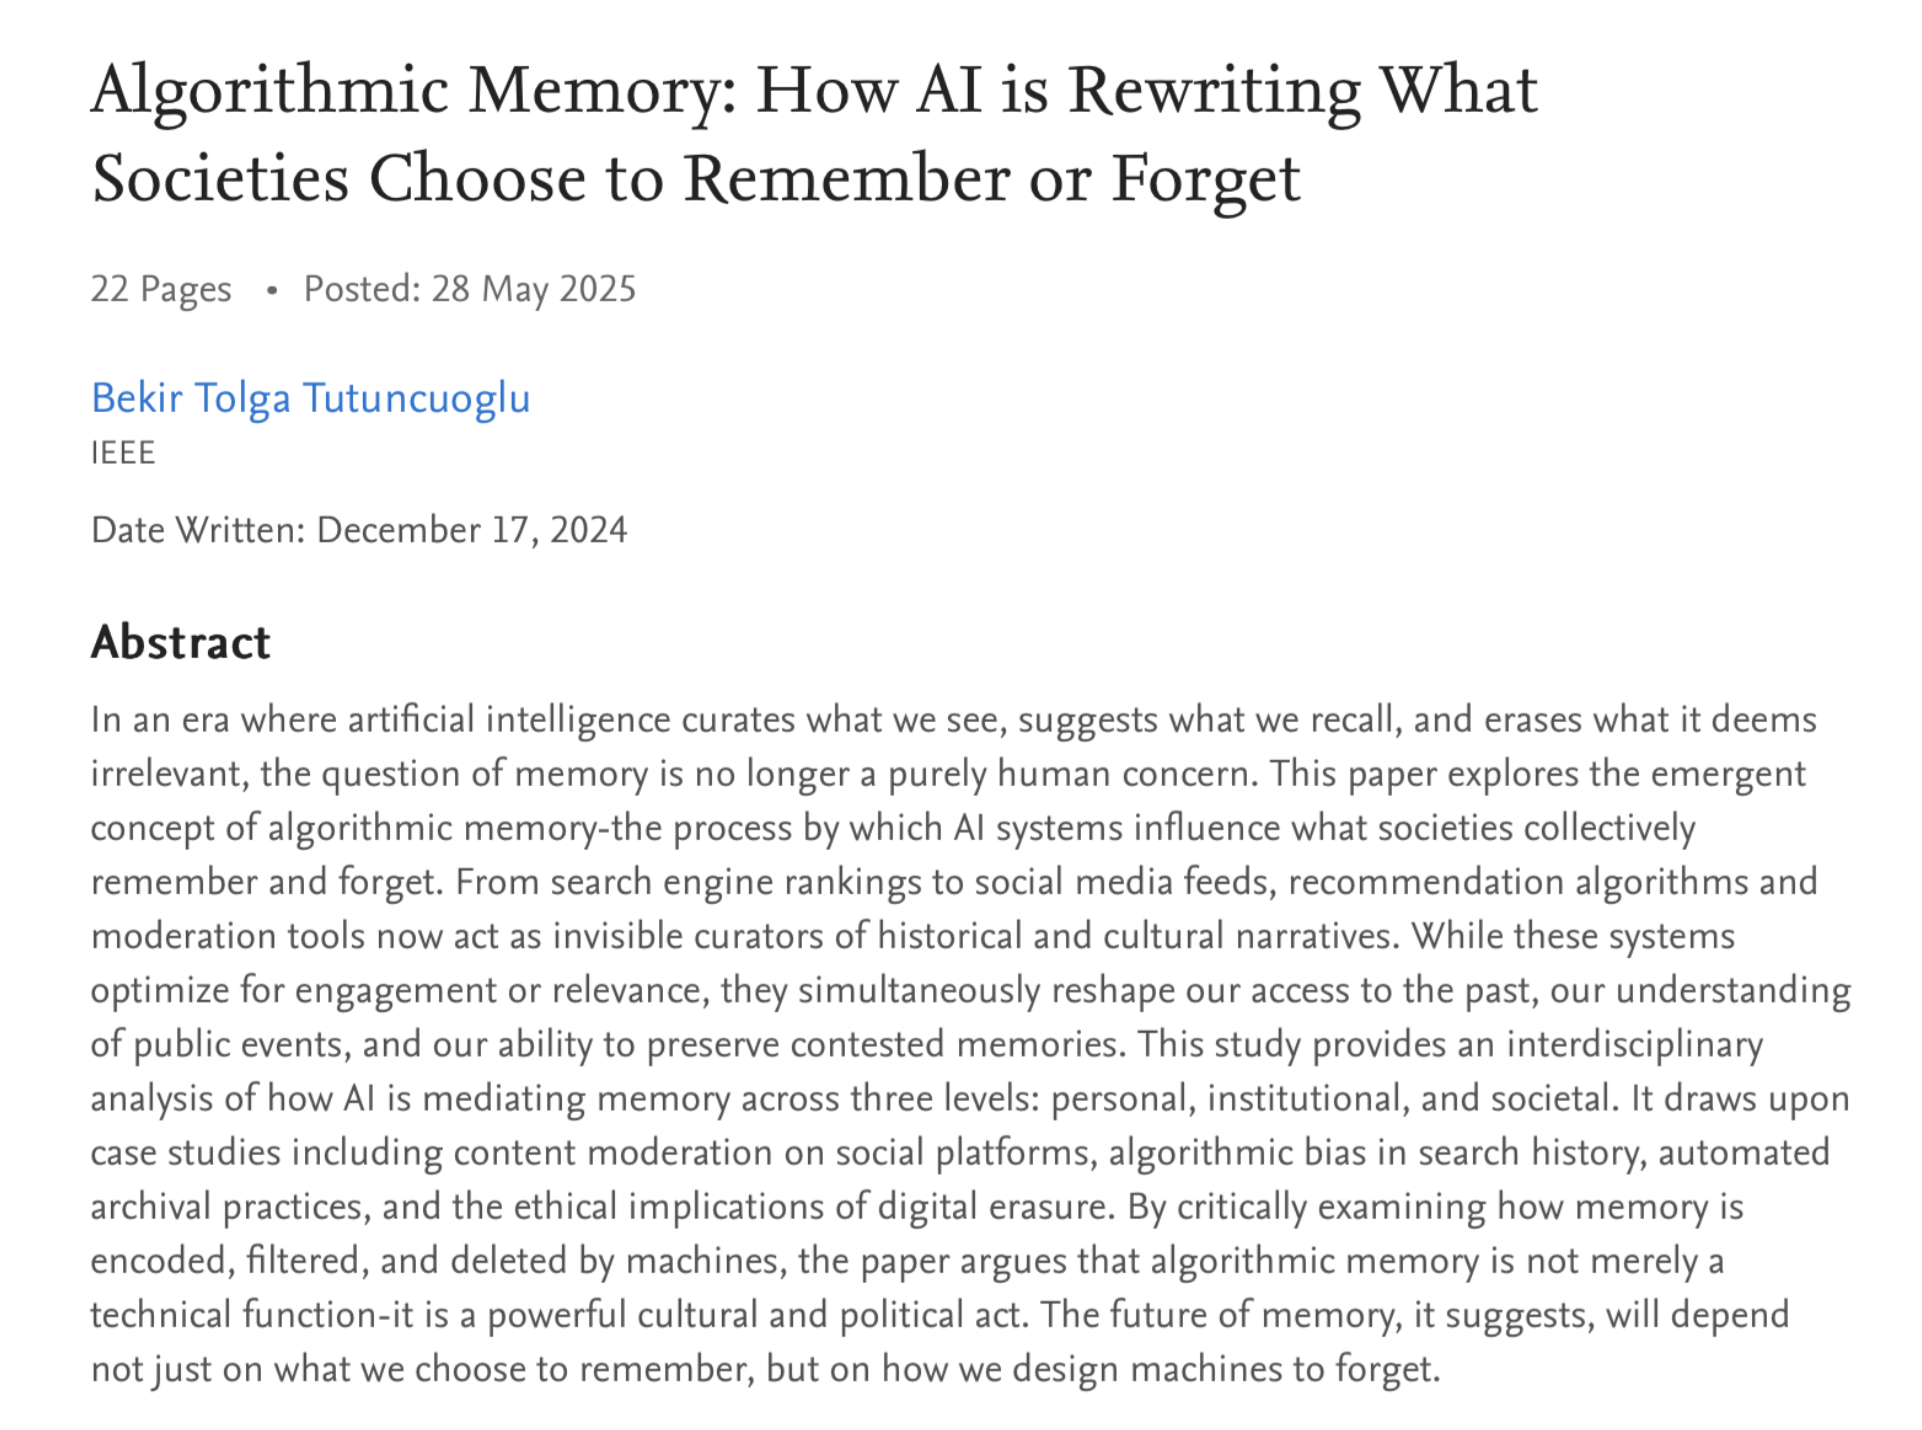 Algorithmic Memory: How AI is Rewriting What
Societies Choose to Remember or Forget
22 Pages • Posted: 28 May 2025
Bekir Tolga Tutuncuoglu
IEEE
Date Written: December 17, 2024
Abstract
In an era where artificial intelligence curates what we see, suggests what we recall, and erases what it deems
irrelevant, the question of memory is no longer a purely human concern. This paper explores the emergent
concept of algorithmic memory-the process by which AI systems influence what societies collectively
remember and forget. From search engine rankings to social media feeds, recommendation algorithms and
moderation tools now act as invisible curators of historical and cultural narratives. While these systems
optimize for engagement or relevance, they simultaneously reshape our access to the past, our understanding
of public events, and our ability to preserve contested memories. This study provides an interdisciplinary
analysis of how AI is mediating memory across three levels: personal, institutional, and societal. It draws upon
case studies including content moderation on social platforms, algorithmic bias in search history, automated
archival practices, and the ethical implications of digital erasure. By critically examining how memory is
encoded, filtered, and deleted by machines, the paper argues that algorithmic memory is not merely a
technical function-it is a powerful cultural and political act. The future of memory, it suggests, will depend
not just on what we choose to remember, but on how we design machines to forget.